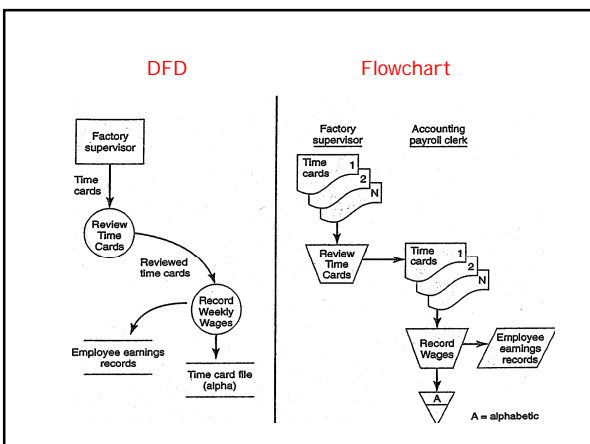 DFD
Factory
supervisor
Time
cards
Review
Time
Cards
Reviewed
time cards
Record
Weekly
Wages
Employee earnings
records
Time card file
(alpha)
Flowchart
Factory
supervisor
Accounting
payroll clerk
Time
cards
1
2
N
Review
Time
Cards
Time
cards
1
2
N
Record
Wages
Employee
earnings
records
A
A = alphabetic